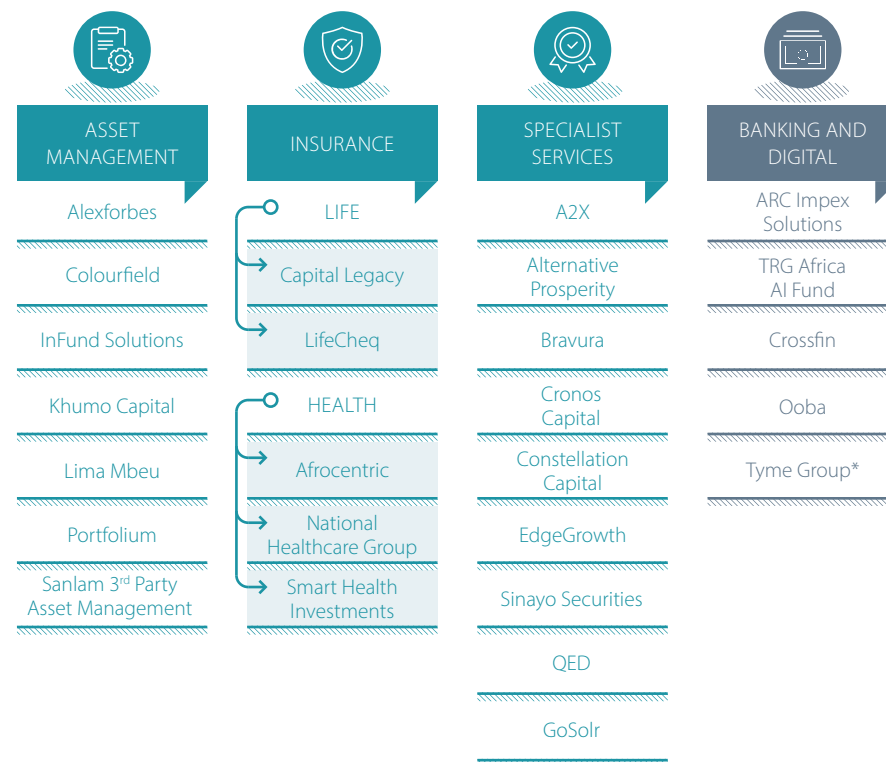 ASSET
MANAGEMENT
Alexforbes
Colourfield
InFund Solutions
Khumo Capital
Lima Mbeu
Portfolium
Sanlam 3rd Party
Asset Management
INSURANCE
LIFE
Capital Legacy
LifeCheq
HEALTH
Afrocentric
National
Healthcare Group
Smart Health
Investments
SPECIALIST
SERVICES
A2X
Alternative
Prosperity
Bravura
Cronos
Capital
Constellation
Capital
EdgeGrowth
Sinayo Securities
QED
GoSolr
BANKING AND
DIGITAL
ARC Impex
Solutions
TRG Africa
AI Fund
Crossfin
Ooba
Tyme Group*